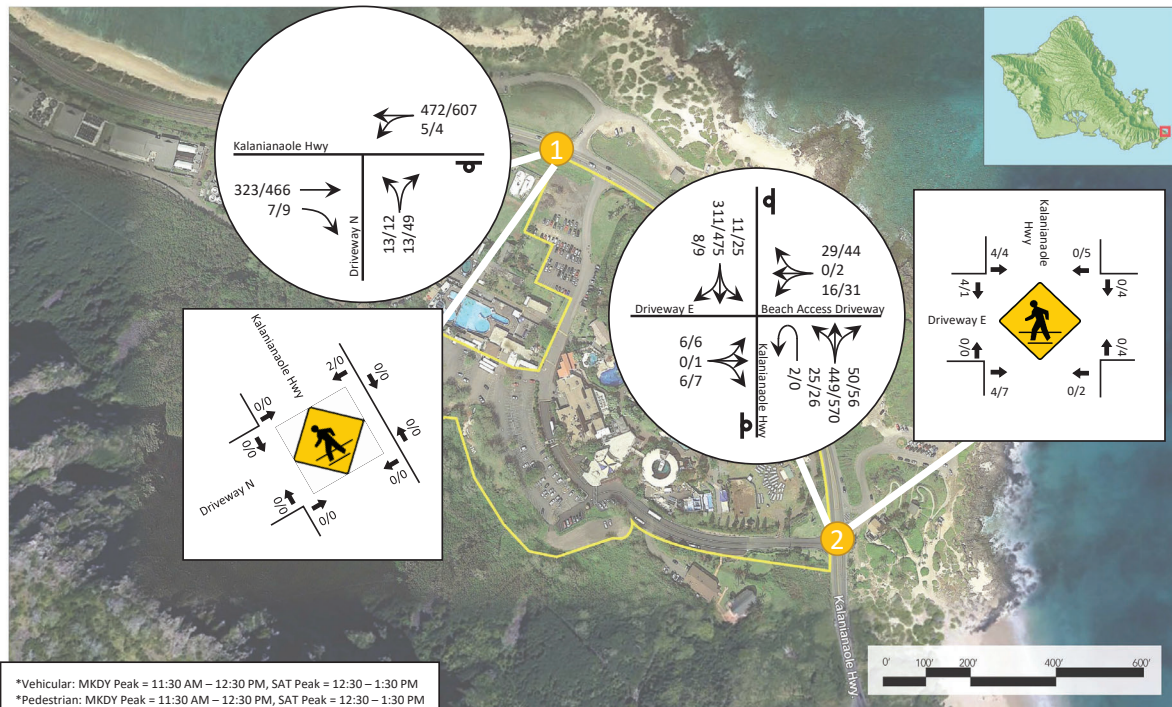 472/607
5/4
Kalanianaole Hwy
323/466
7/9
Driveway N
13/12
13/49
1
Kalanianaole Hwy
2/0
0/0
0/0
0/0
0/0
0/0
Driveway N
0/0
0/0
8/9
311/475
11/25
29/44
0/2
16/31
Driveway E
Beach Access Driveway
6/6
0/1
6/7
Kalanianaole Hwy
2/0
25/26
449/570
50/56
2
Kalanianaole Hwy
4/4
0/5
4/1
0/4
Driveway E
0/0
0/4
4/7
0/2
Kalanianaole Hwy
0' 100' 200' 400' 600'
*Vehicular: MKDY Peak = 11:30 AM – 12:30 PM, SAT Peak = 12:30 – 1:30 PM
*Pedestrian: MKDY Peak = 11:30 AM – 12:30 PM, SAT Peak = 12:30 – 1:30 PM